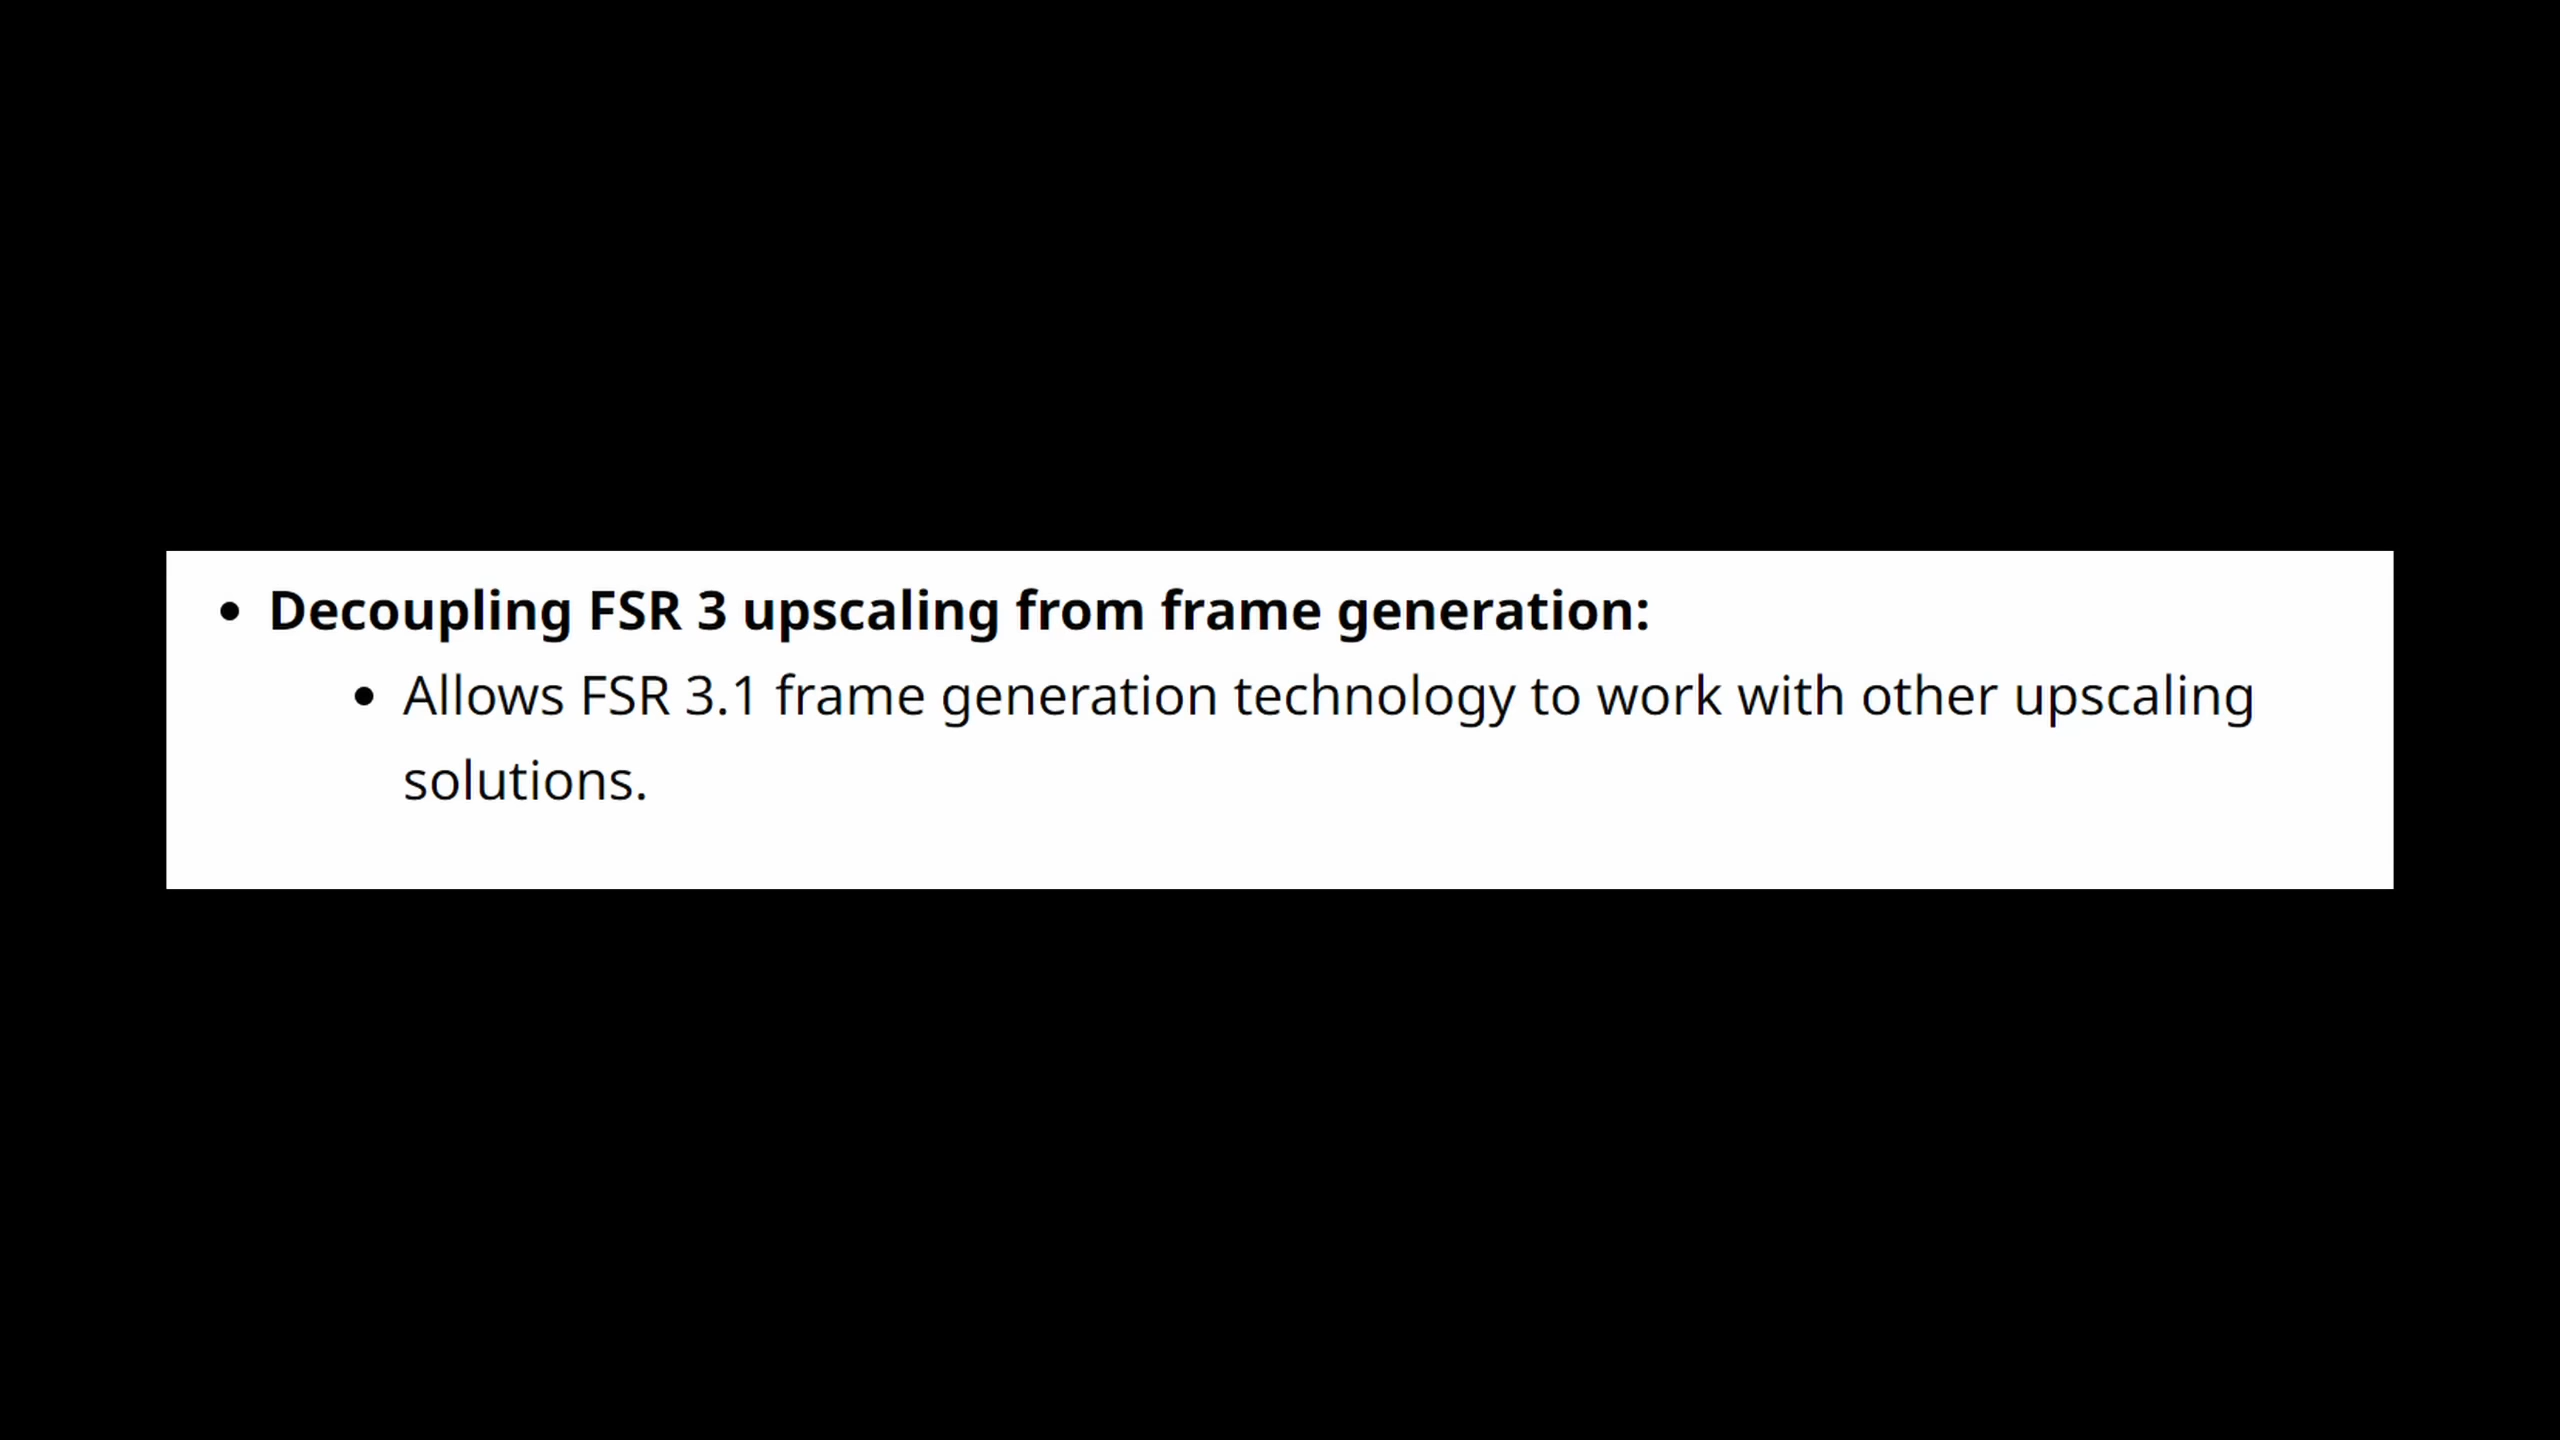 • Decoupling FSR 3 upscaling from frame generation:
• Allows FSR 3.1 frame generation technology to work with other upscaling
solutions.